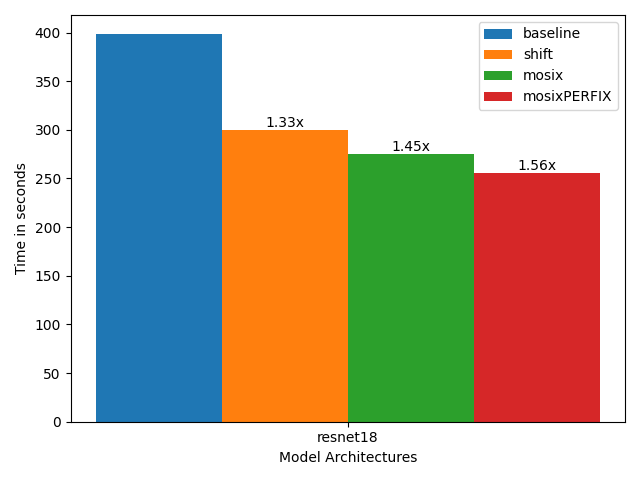 Time in seconds
400
350
300
250
200
150
100
50
0
1.33x
1.45x
1.56x
baseline
shift
mosix
mosixPERFIX
resnet18
Model Architectures